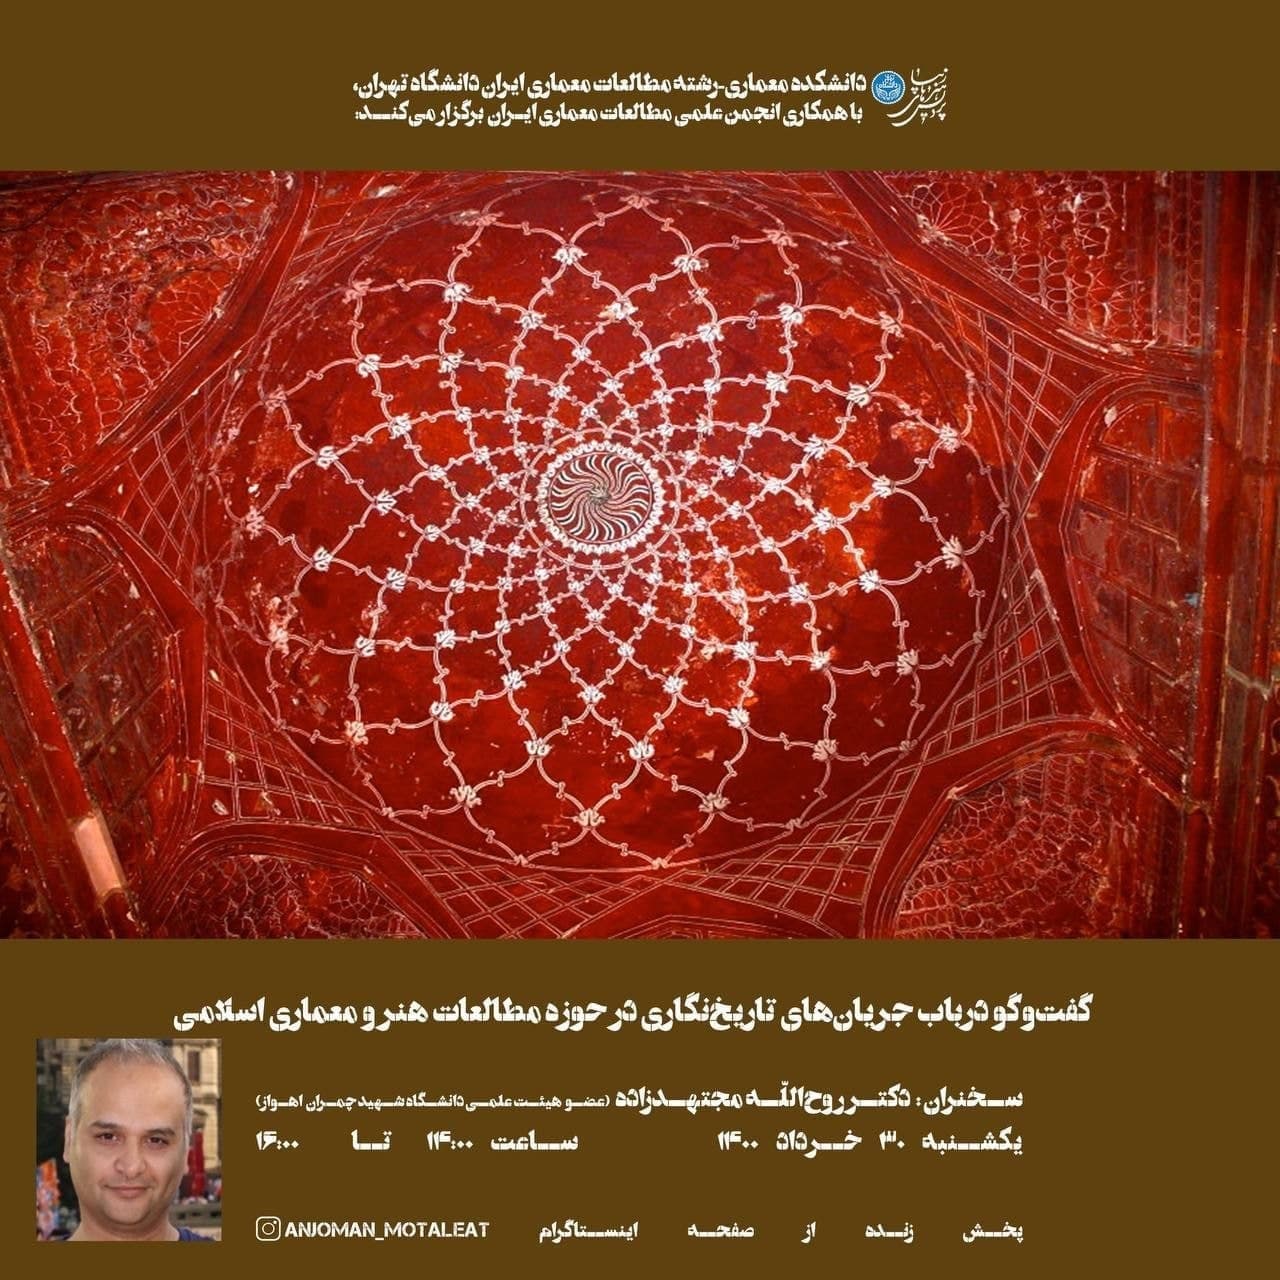 دانشکده معماری-رشته مطالعات معماری ایران دانشگاه تهران،
با همکاری انجمن علمی مطالعات معماری ایران برگزار می‌کند:
گفت‌وگو درباب جریان‌های تاریخ‌نگاری در حوزه مطالعات هنر و معماری اسلامی
سخنران: دکتر روح‌اللّه مجتهدزاده (عضو هیئت علمی دانشگاه شهید چمران اهواز)
یکشنبه ۳۰ خرداد ۱۴۰۰ ساعت ۱۴:۰۰ تا ۱۶:۰۰
پخش زنده از صفحه اینستاگرام ANJOMAN_MOTALEAT